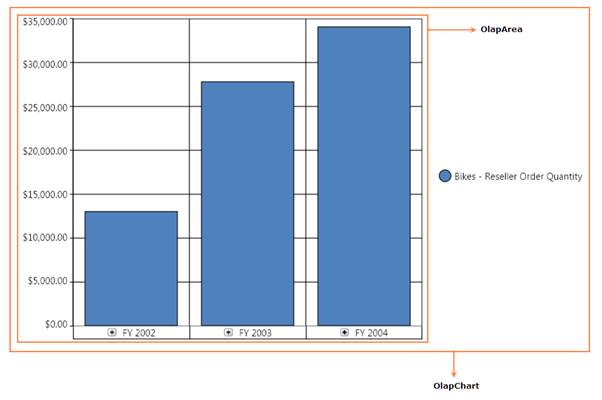 $35,000.00
OlapArea
$30,000.00
$25,000.00
$20,000.00
Bikes - Reseller Order Quantity
$15,000.00
$10,000.00
$5,000.00
$0.00
FY 2002 FY 2003 FY 2004
OlapChart